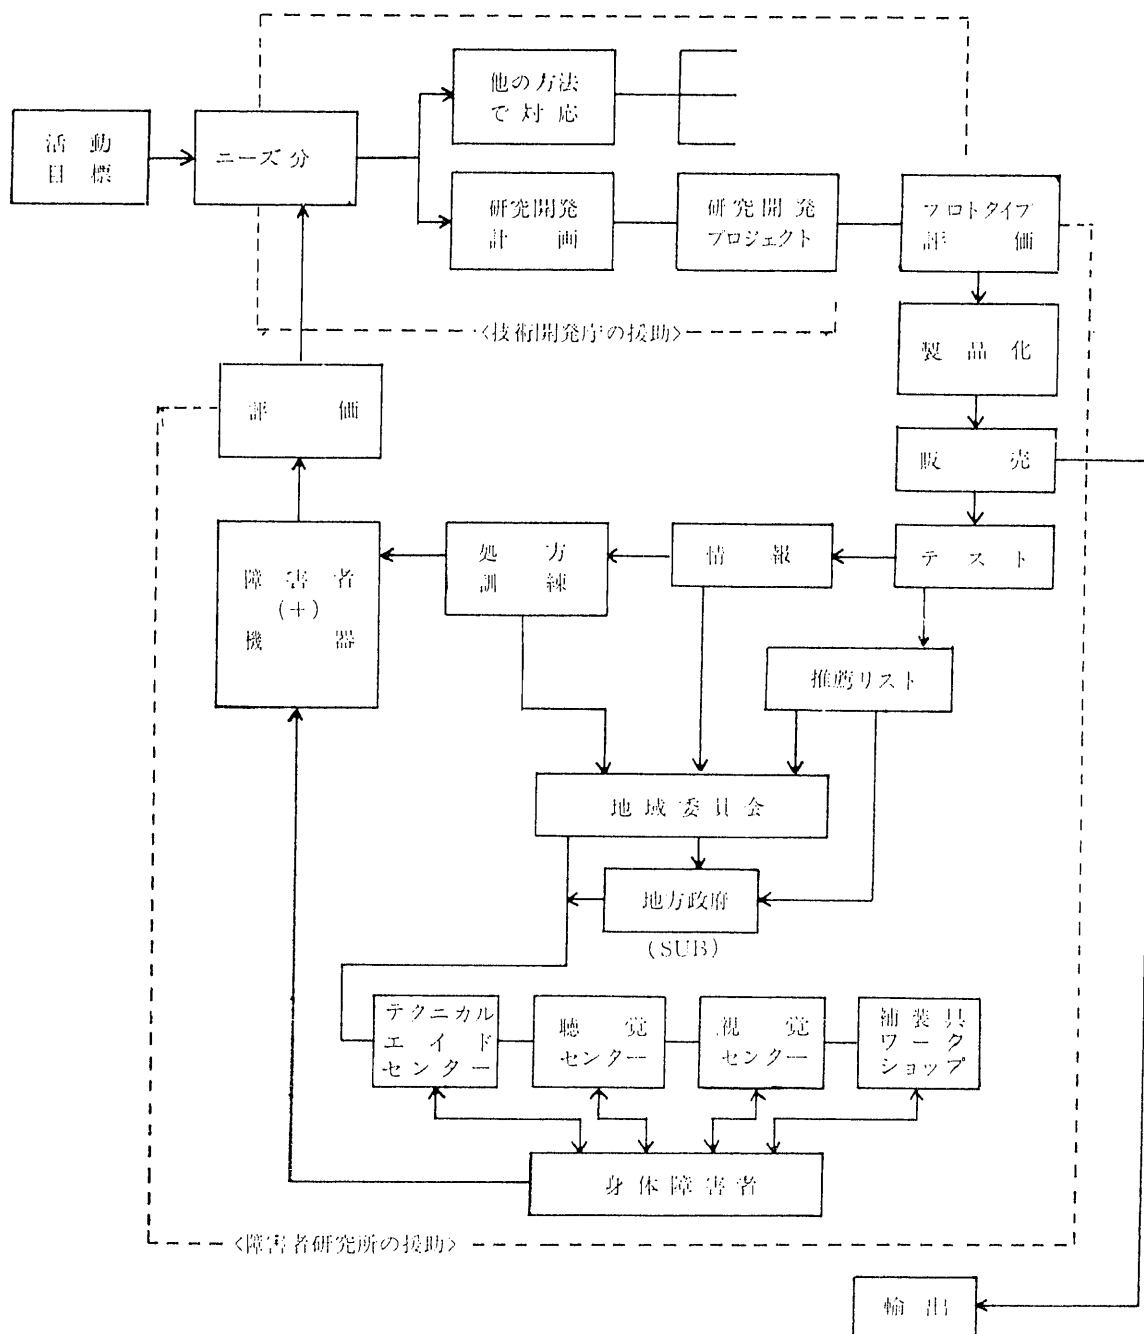 他の方法
で対応
活動
目標
ニーズ分
研究開発
計画
研究開発
プロジェクト
プロトタイプ
評価
<技術開発庁の援助>
製品化
評価
販売
障害者
(+)
機器
処方
訓練
情報
テスト
推薦リスト
地域委員会
地方政府
(SUB)
テクニカル
エイド
センター
聴覚
センター
視覚
センター
補装具
ワーク
ショップ
身体障害者
<障害者研究所の援助>
輸出